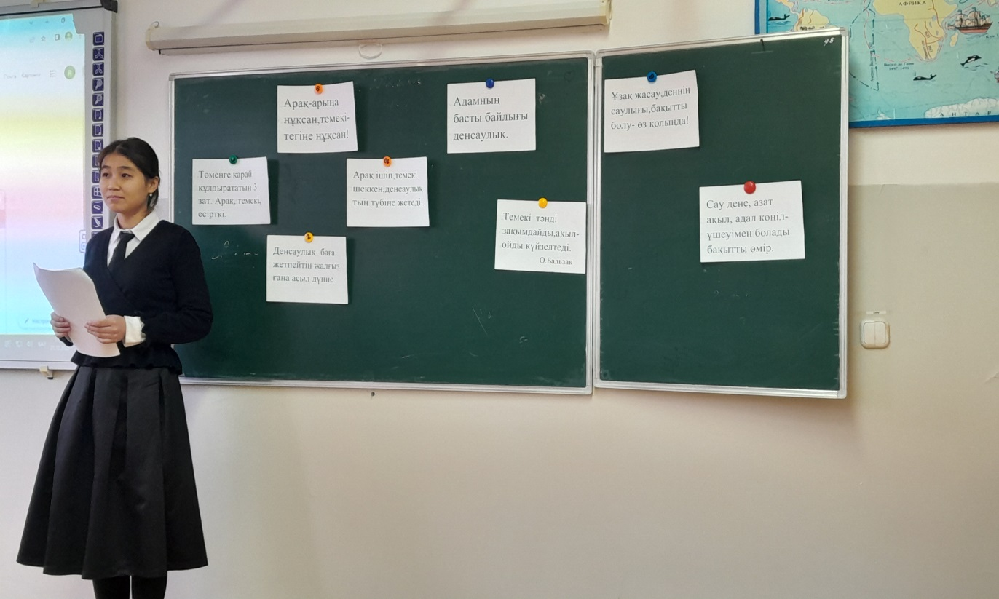 Арақ-арыңа
нұқсан,темекі-
тегіңе нұқсан!
Адамның
басты байлығы
денсаулық.
Ұзақ жасау,деннің
саулығы,бақытты
болу- өз қолыңда!
Төменге қарай
құлдырататын 3
зат. Арақ, темекі,
есірткі.
Арақ ішіп,темекі
шеккен,денсаулық
тың түбіне жетеді.
Темекі тәнді
зақымдайды,ақыл-
ойды күйзелтеді.
О.Бальзак
Сау дене, азат
ақыл, адал көңіл-
үшеуімен болады
бақытты өмір.
Денсаулық- баға
жетпейтін жалғыз
ғана асыл дүние.
АФРИКА